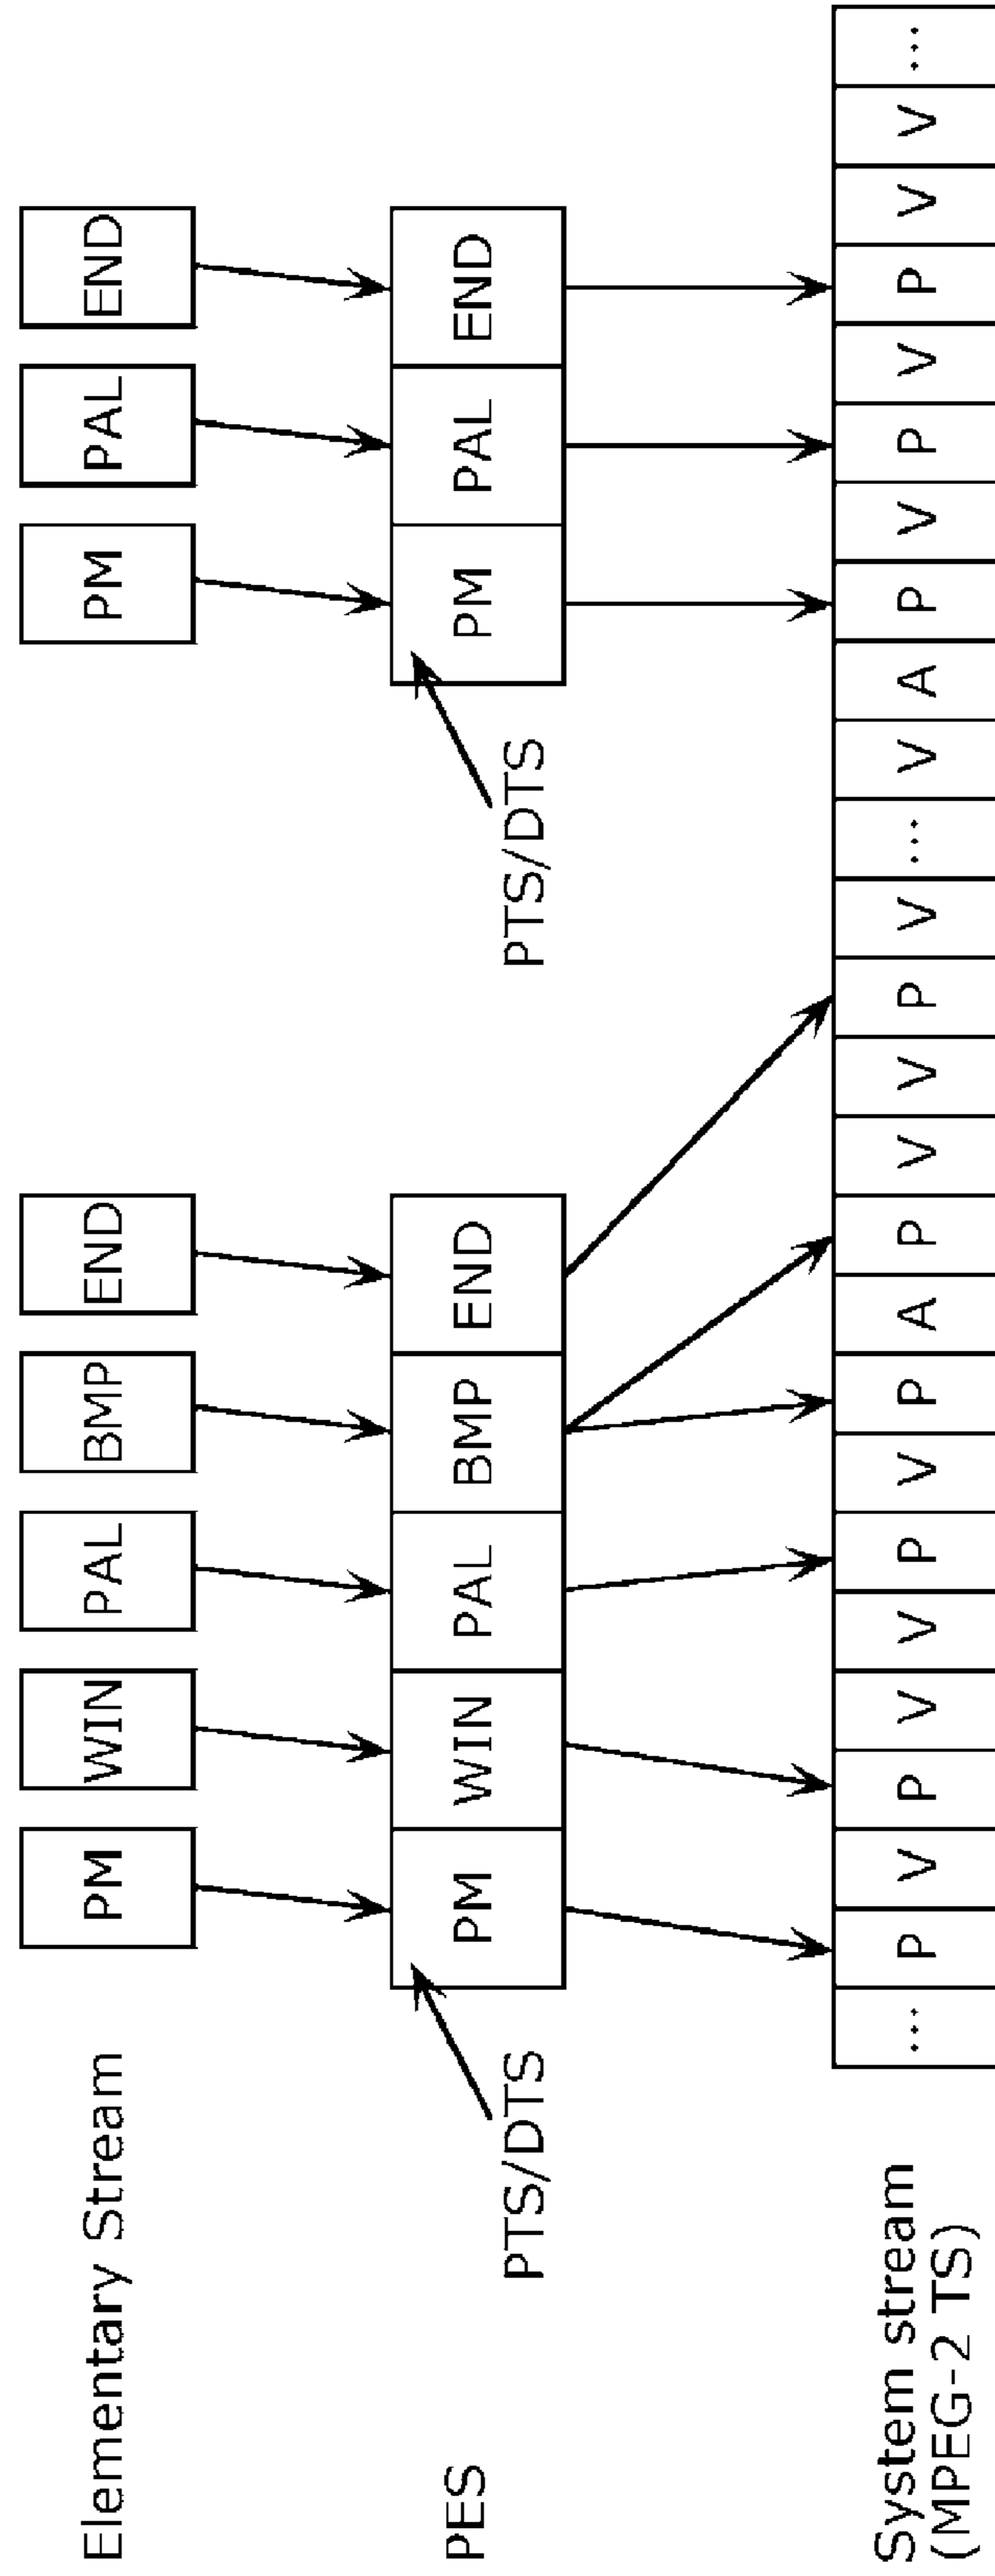 Elementary Stream
PM WIN PAL BMP END PM PAL END
PES
PM WIN PAL BMP END PM PAL END
PTS/DTS PTS/DTS
System stream
(MPEG-2 TS)
... P V P V V P V P A P V V P V ... V A P V P V P V V ...